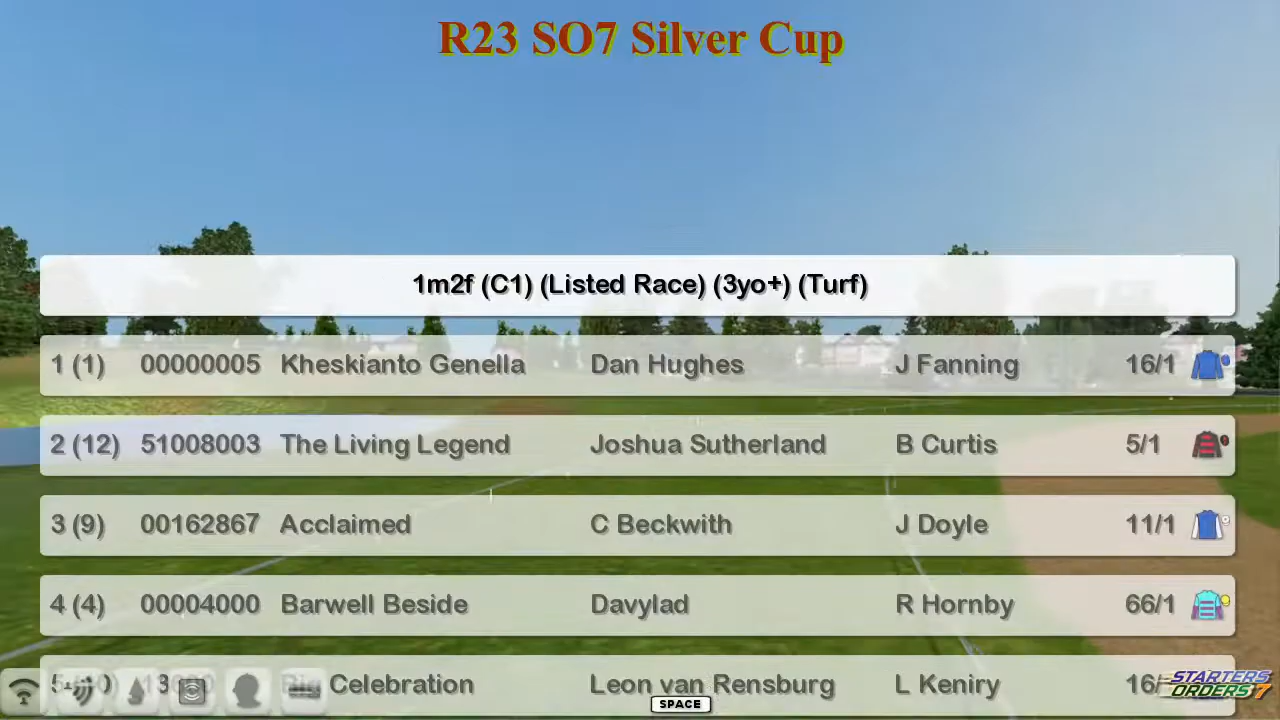 R23 SO7 Silver Cup
1m2f (C1) (Listed Race) (3yo+) (Turf)
1 (1) 00000005 Kheskianto Genella Dan Hughes J Fanning 16/1
2 (12) 51008003 The Living Legend Joshua Sutherland B Curtis 5/1
3 (9) 00162867 Acclaimed C Beckwith J Doyle 11/1
4 (4) 00004000 Barwell Beside Davylad R Hornby 66/1
Celebration Leon van Rensburg L Keniry
SPACE
STARTERS
ORDERS 7